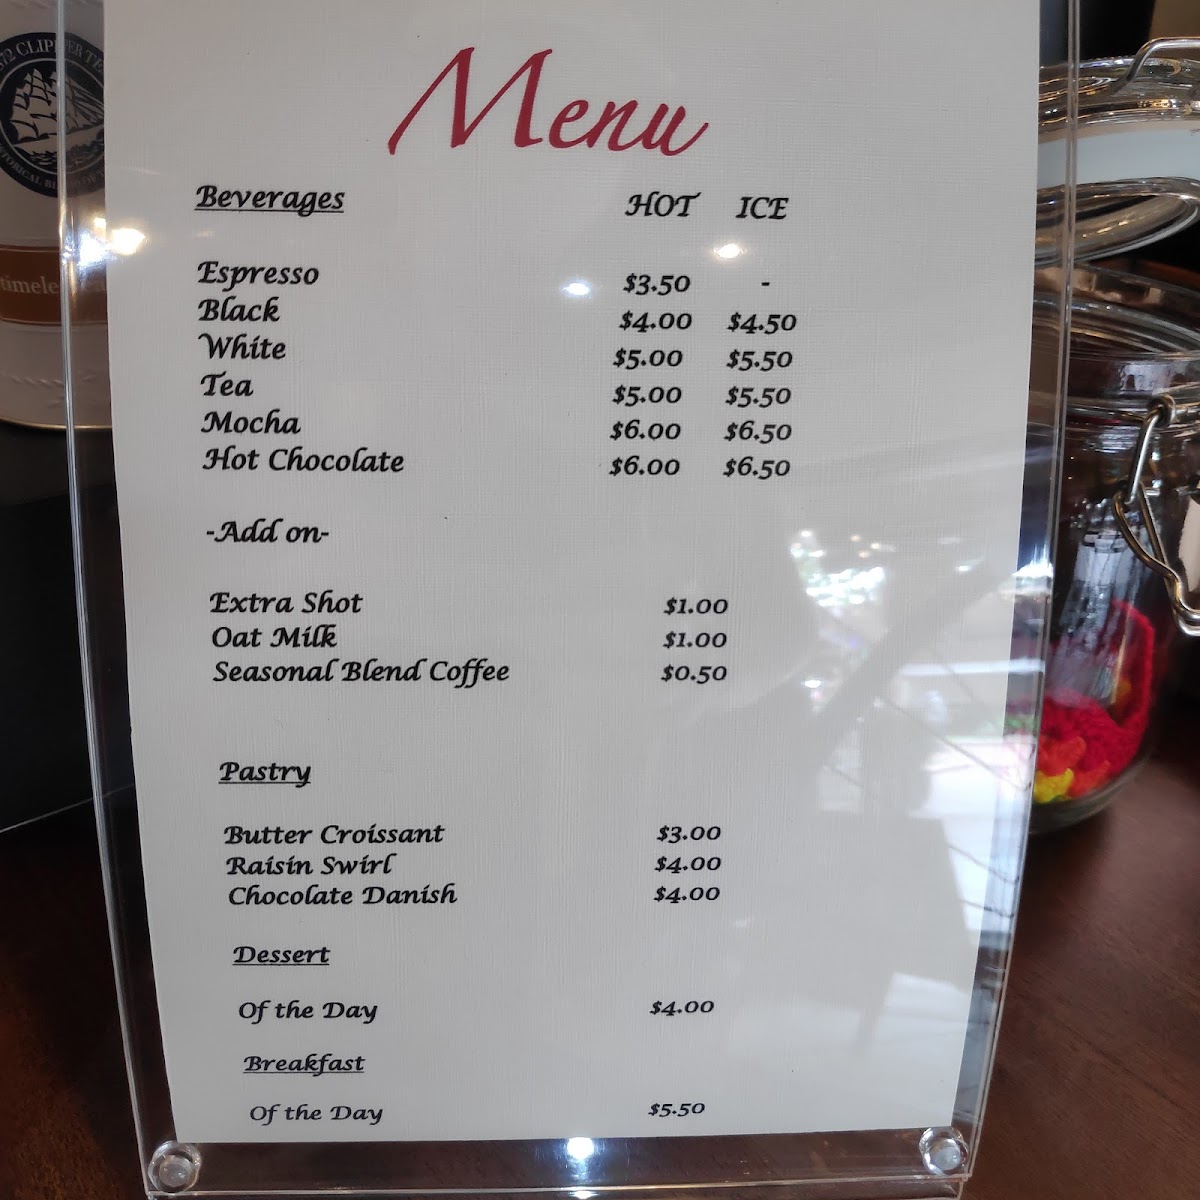 Menu
Beverages HOT ICE
Espresso $3.50 -
Black $4.00 $4.50
White $5.00 $5.50
Tea $5.00 $5.50
Mocha $6.00 $6.50
Hot Chocolate $6.00 $6.50
-Add on-
Extra Shot $1.00
Oat Milk $1.00
Seasonal Blend Coffee $0.50
Pastry
Butter Croissant $3.00
Raisin Swirl $4.00
Chocolate Danish $4.00
Dessert
Of the Day $4.00
Breakfast
Of the Day $5.50